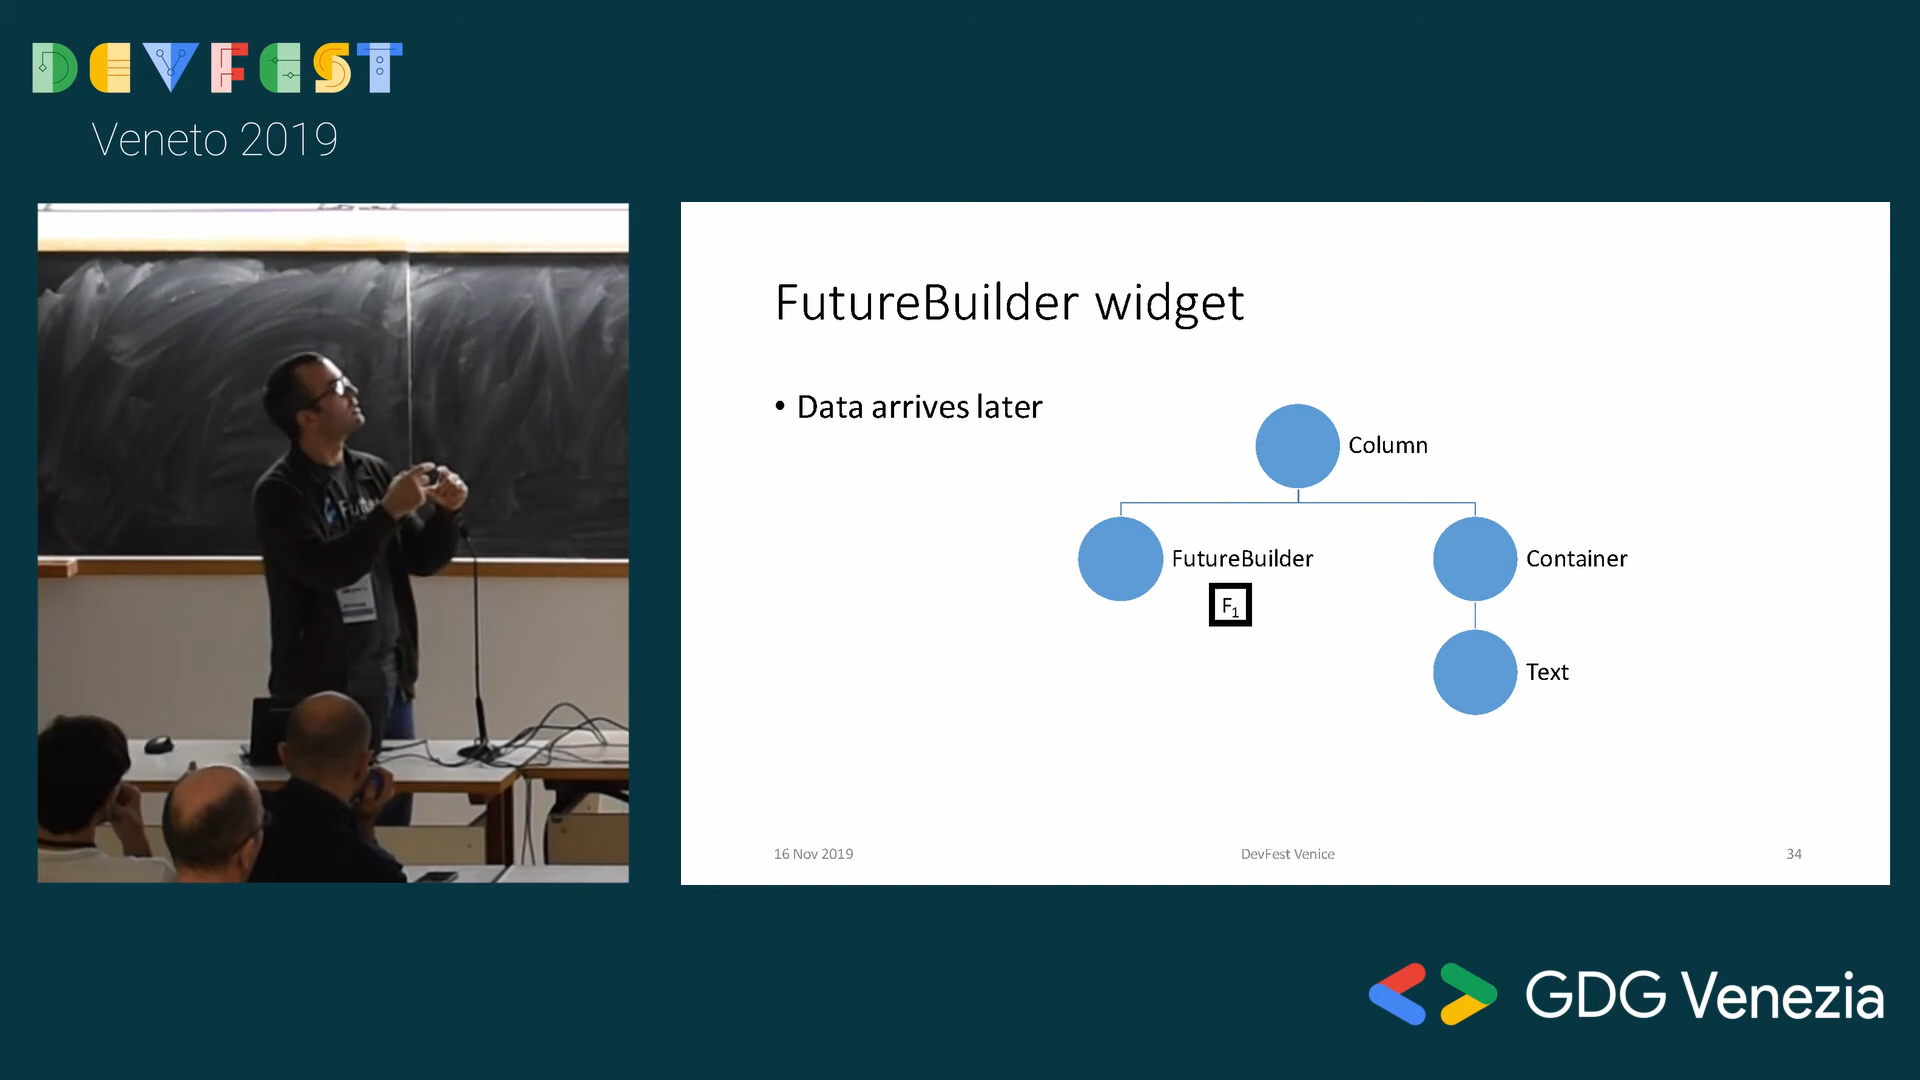 DEVFEST
Veneto 2019
FutureBuilder widget
• Data arrives later
Column
FutureBuilder
Container
F1
Text
16 Nov 2019
DevFest Venice
34
GDG Venezia